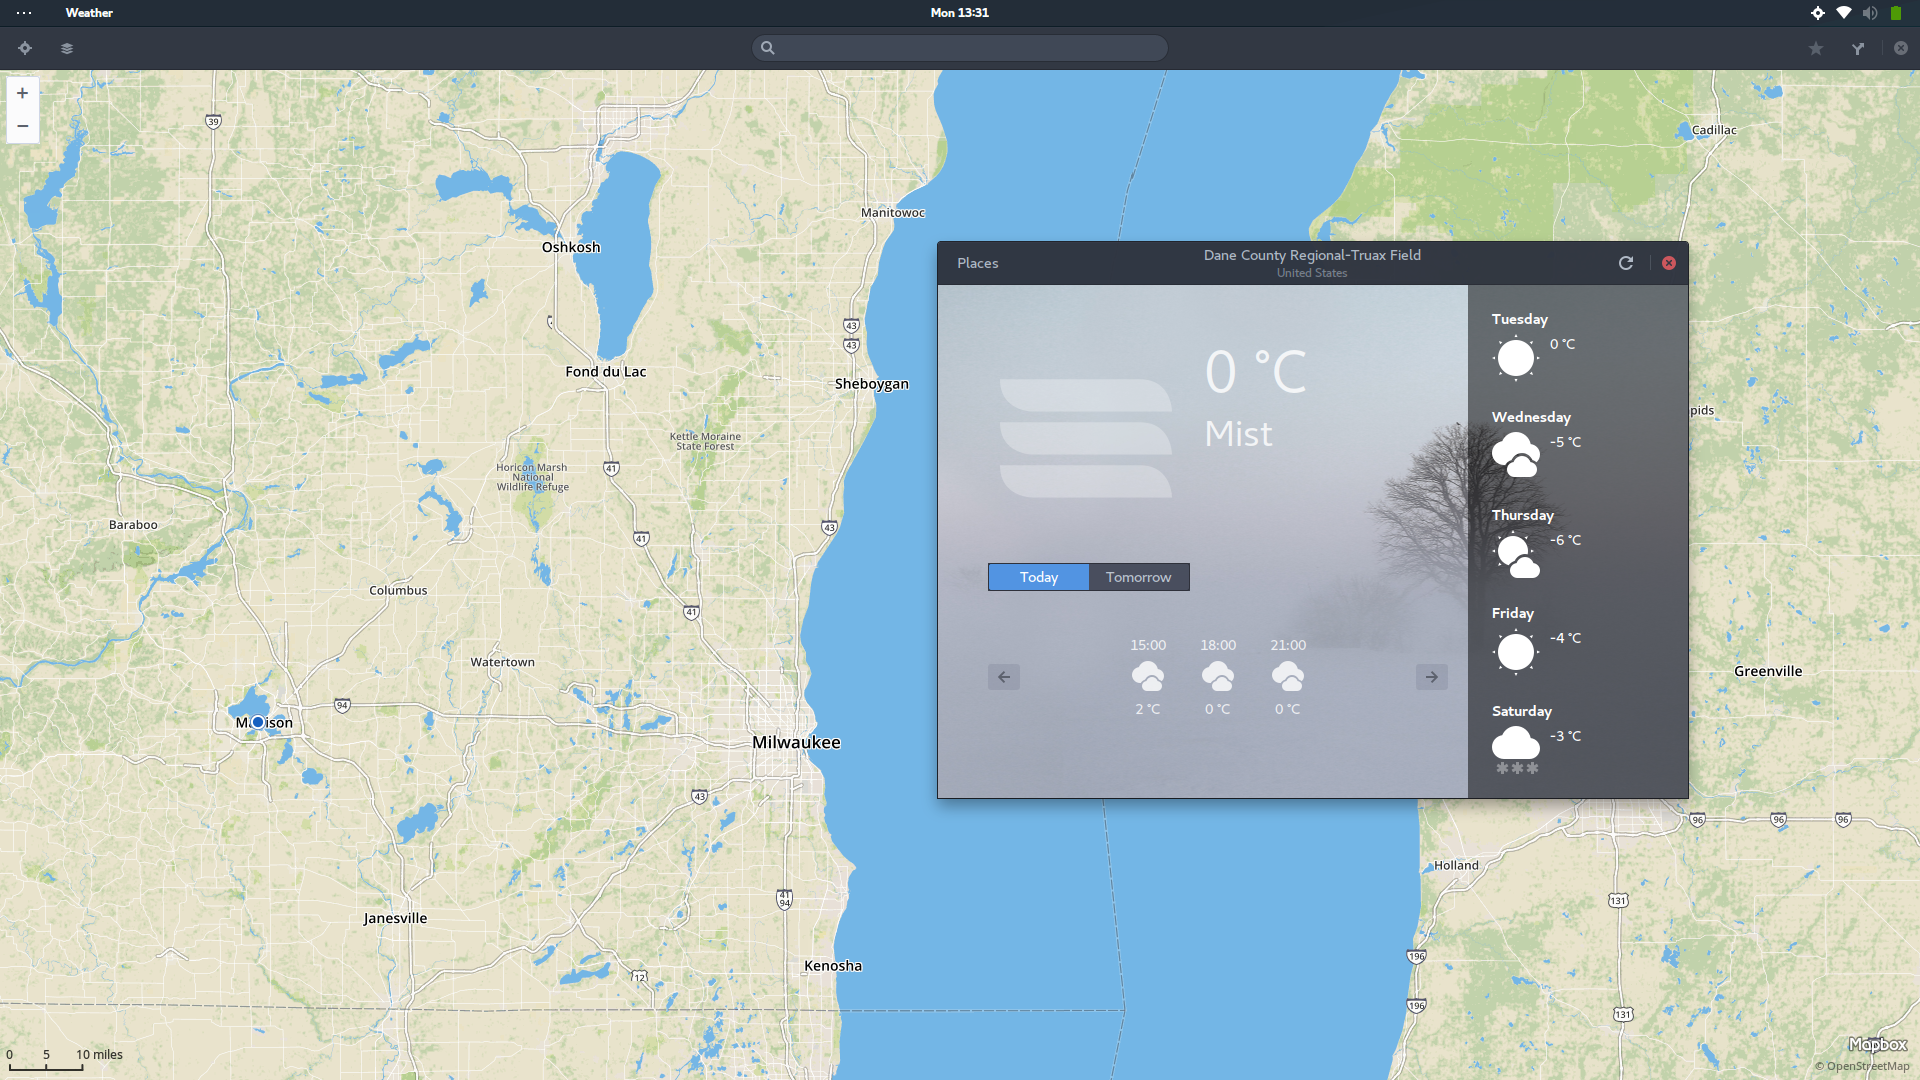 Weather
Mon 13:31
+
−
39
Cadillac
Manitowoc
Oshkosh
Places
Dane County Regional-Truax Field
United States
0 °C
Mist
Today
Tomorrow
15:00
18:00
21:00
2 °C
0 °C
0 °C
Tuesday
0 °C
Wednesday
-5 °C
Thursday
-6 °C
Friday
-4 °C
Saturday
-3 °C
43
43
Fond du Lac
Sheboygan
pids
Kettle Moraine
State Forest
Horicon Marsh
National
Wildlife Refuge
41
Baraboo
43
41
Columbus
41
Watertown
Greenville
94
Madison
Milwaukee
43
96
96
96
Holland
41
94
131
Janesville
196
Kenosha
12
196
131
0 5 10 miles
Mapbox
© OpenStreetMap